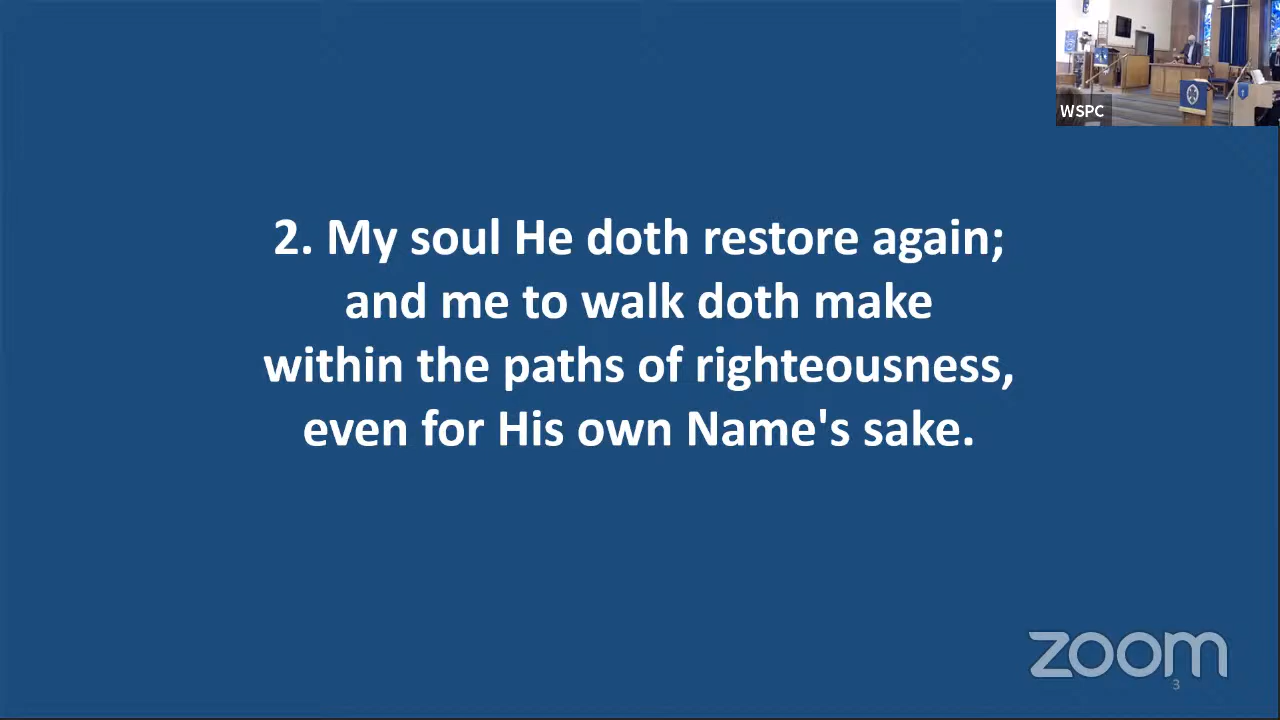 WSPC
2. My soul He doth restore again;
and me to walk doth make
within the paths of righteousness,
even for His own Name's sake.
zoom
3